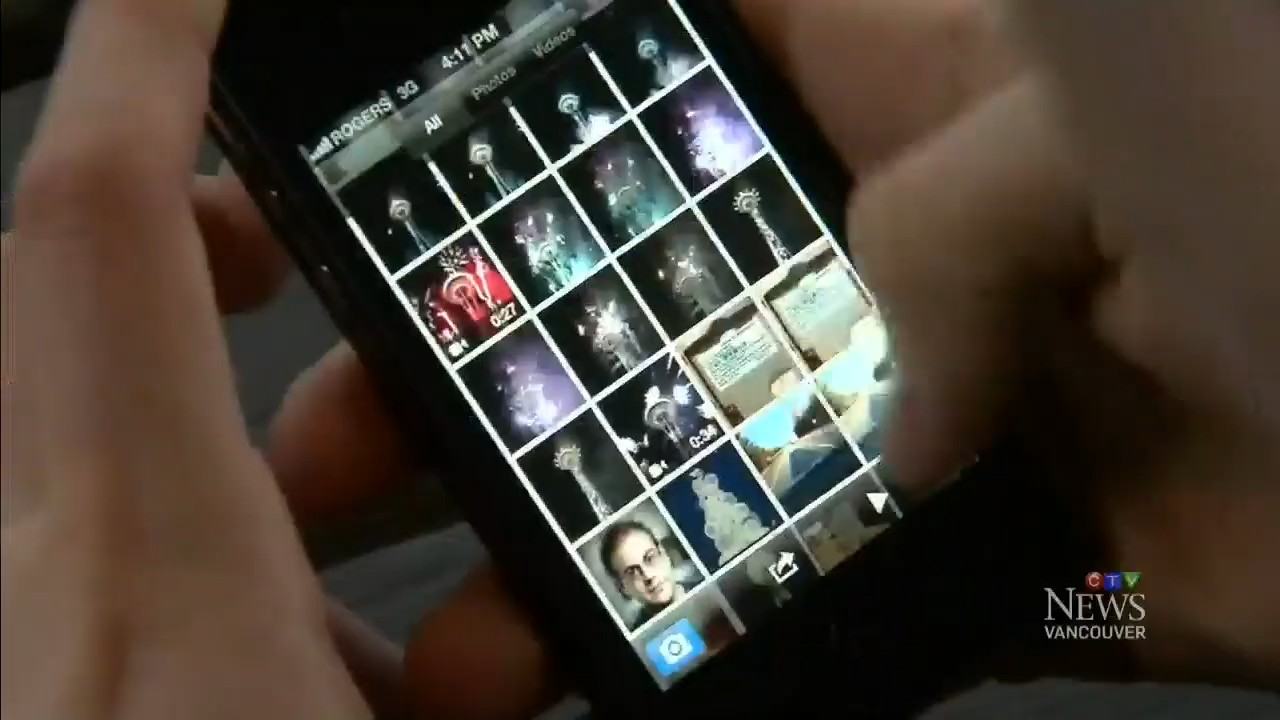 ROGERS 3G 4:11 PM
All Photos Videos
0:27
0:34
CTV
NEWS
VANCOUVER